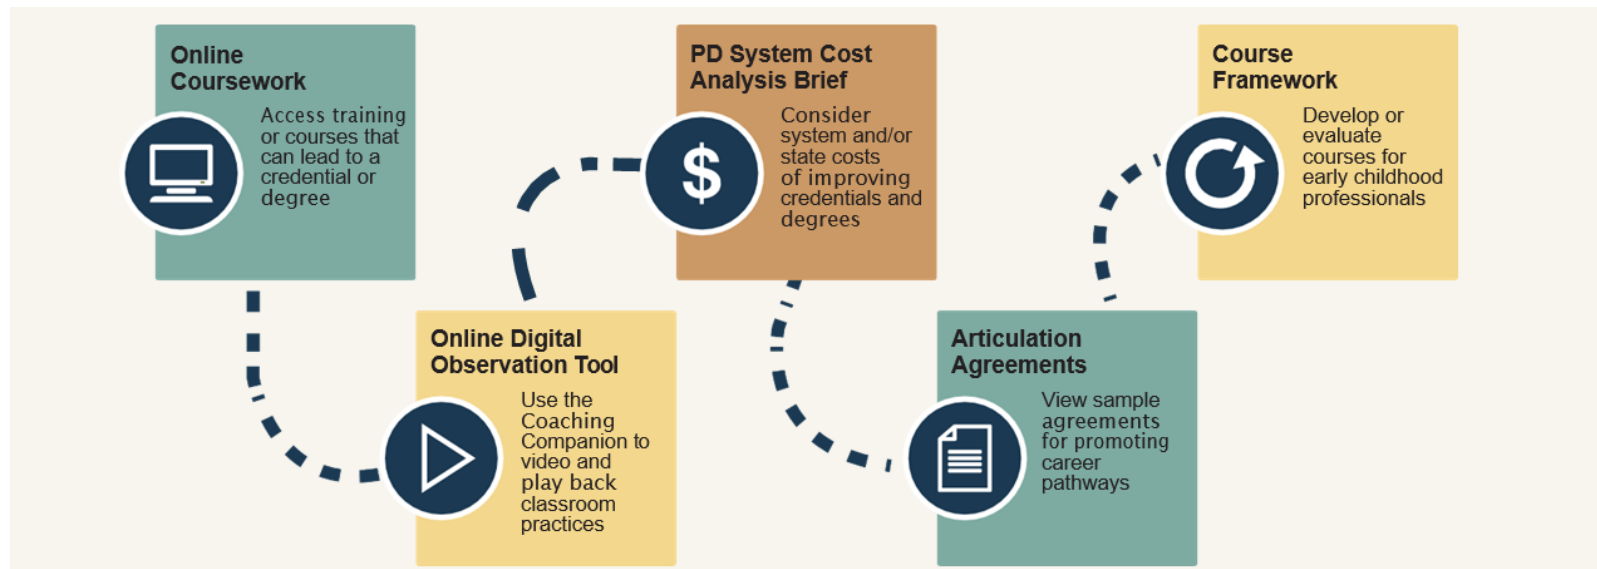 Online
Coursework
Access training
or courses that
can lead to a
credential or
degree
Online Digital
Observation Tool
Use the
Coaching
Companion to
video and
play back
classroom
practices
PD System Cost
Analysis Brief
$
Consider
system and/or
state costs
of improving
credentials and
degrees
Articulation
Agreements
View sample
agreements
for promoting
career
pathways
Course
Framework
Develop or
evaluate
courses for
early childhood
professionals